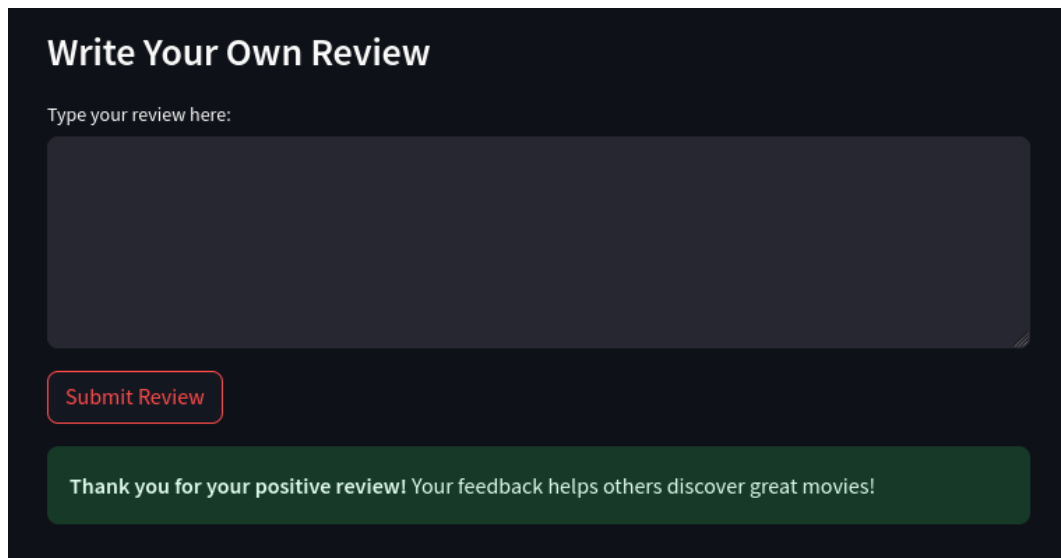 Write Your Own Review
Type your review here:
Submit Review
Thank you for your positive review! Your feedback helps others discover great movies!